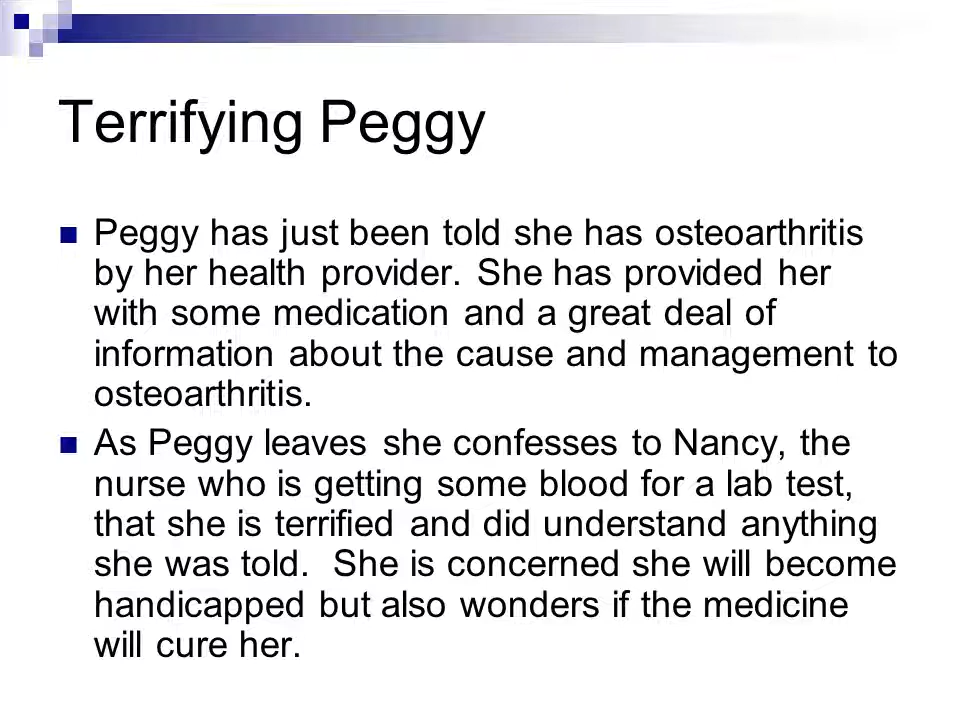 Terrifying Peggy
Peggy has just been told she has osteoarthritis
by her health provider.  She has provided her
with some medication and a great deal of
information about the cause and management to
osteoarthritis.
As Peggy leaves she confesses to Nancy, the
nurse who is getting some blood for a lab test,
that she is terrified and did understand anything
she was told.  She is concerned she will become
handicapped but also wonders if the medicine
will cure her.